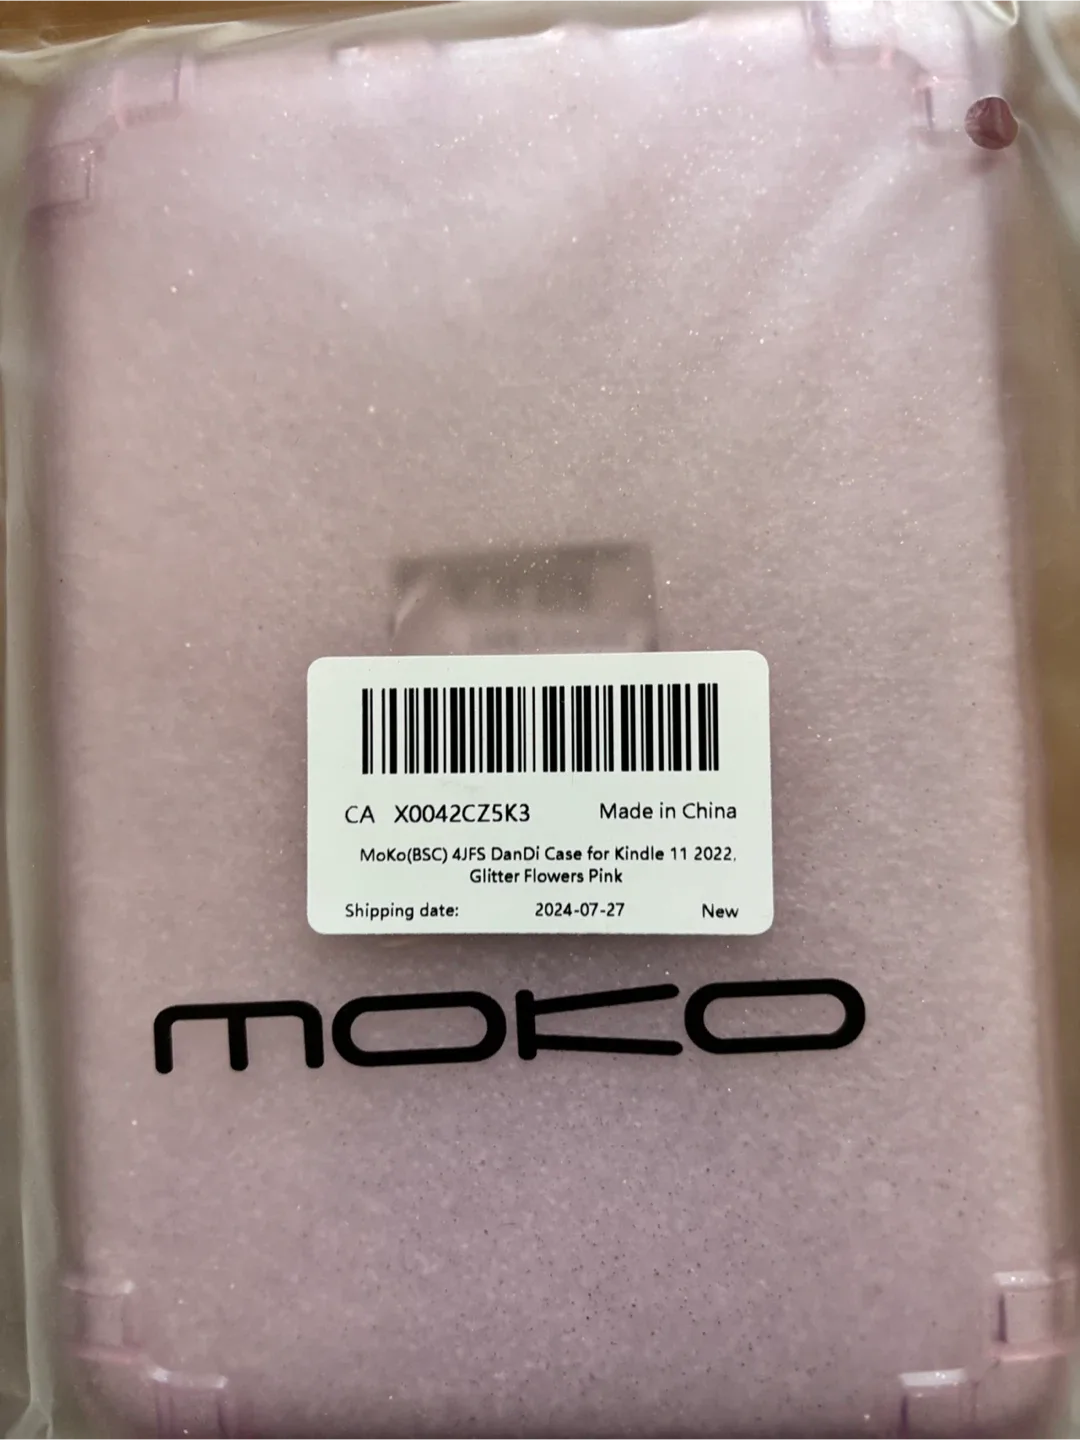 CA X0042CZ5K3 Made in China
MoKo(BSC) 4JFS DanDi Case for Kindle 11 2022,
Glitter Flowers Pink
Shipping date: 2024-07-27 New
MOKO